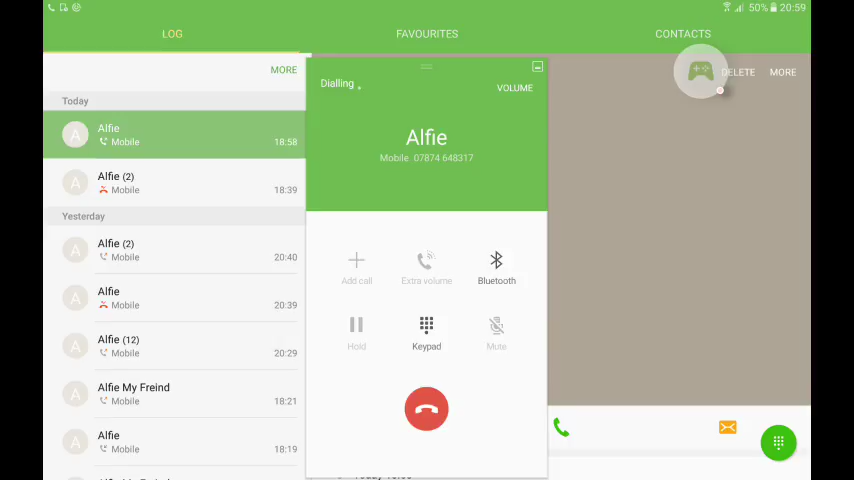 50% 20:59
LOG FAVOURITES CONTACTS
MORE
DELETE MORE
Today
Alfie
Mobile 18:58
Alfie (2)
Mobile 18:39
Yesterday
Alfie (2)
Mobile 20:40
Alfie
Mobile 20:39
Alfie (12)
Mobile 20:29
Alfie My Freind
Mobile 18:21
Alfie
Mobile 18:19
Dialling .
VOLUME
Alfie
Mobile 07874 648317
Add call Extra volume Bluetooth
Hold Keypad Mute